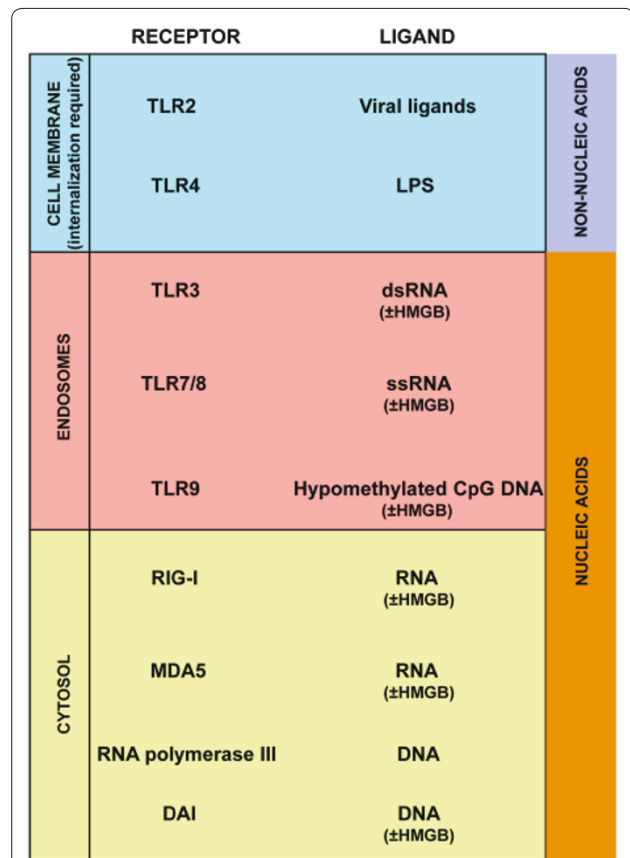 RECEPTOR LIGAND
CELL MEMBRANE
(internalization required)
TLR2 Viral ligands
TLR4 LPS
NON-NUCLEIC ACIDS
ENDOSOMES
TLR3 dsRNA
(±HMGB)
TLR7/8 ssRNA
(±HMGB)
TLR9 Hypomethylated CpG DNA
(±HMGB)
NUCLEIC ACIDS
CYTOSOL
RIG-I RNA
(±HMGB)
MDA5 RNA
(±HMGB)
RNA polymerase III DNA
DAI DNA
(±HMGB)